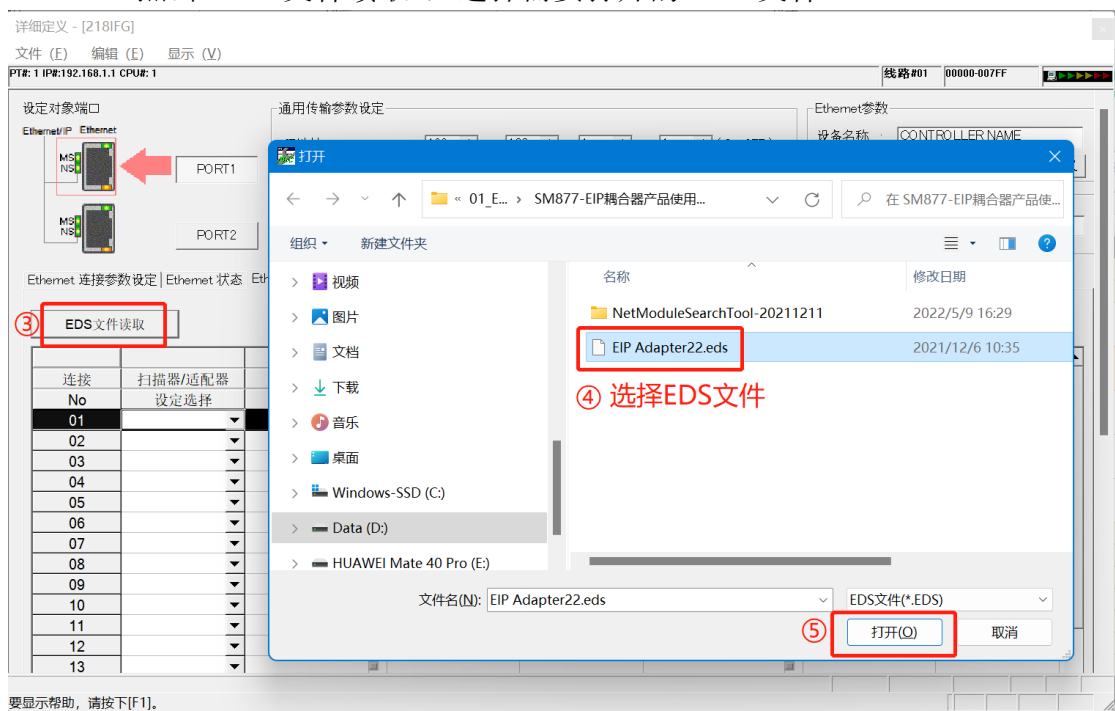 详细定义 - [218IFG]
文件 (F) 编辑 (E) 显示 (V)
PT#: 1 IP#:192.168.1.1 CPU#: 1 线路#01 00000-007FF
设定对象端口
通用传输参数设定
Ethernet参数
Ethernet/IP Ethernet
设备名称 : CONTROLLER NAME
MS
NS
PORT1
MS
NS
PORT2
Ethernet 连接参数设定 Ethernet 状态
③ EDS文件读取
连接 扫描器/适配器
No 设定选择
01
02
03
04
05
06
07
08
09
10
11
12
13
打开
« 01_E... › SM877-EIP耦合器产品使用...
在 SM877-EIP耦合器产品使...
组织 新建文件夹
视频
图片
文档
下载
音乐
桌面
Windows-SSD (C:)
Data (D:)
HUAWEI Mate 40 Pro (E:)
名称 修改日期
NetModuleSearchTool-20211211 2022/5/9 16:29
EIP Adapter22.eds 2021/12/6 10:35
④ 选择EDS文件
文件名(N): EIP Adapter22.eds EDS文件(*.EDS)
⑤ 打开(O) 取消
要显示帮助，请按下[F1]。